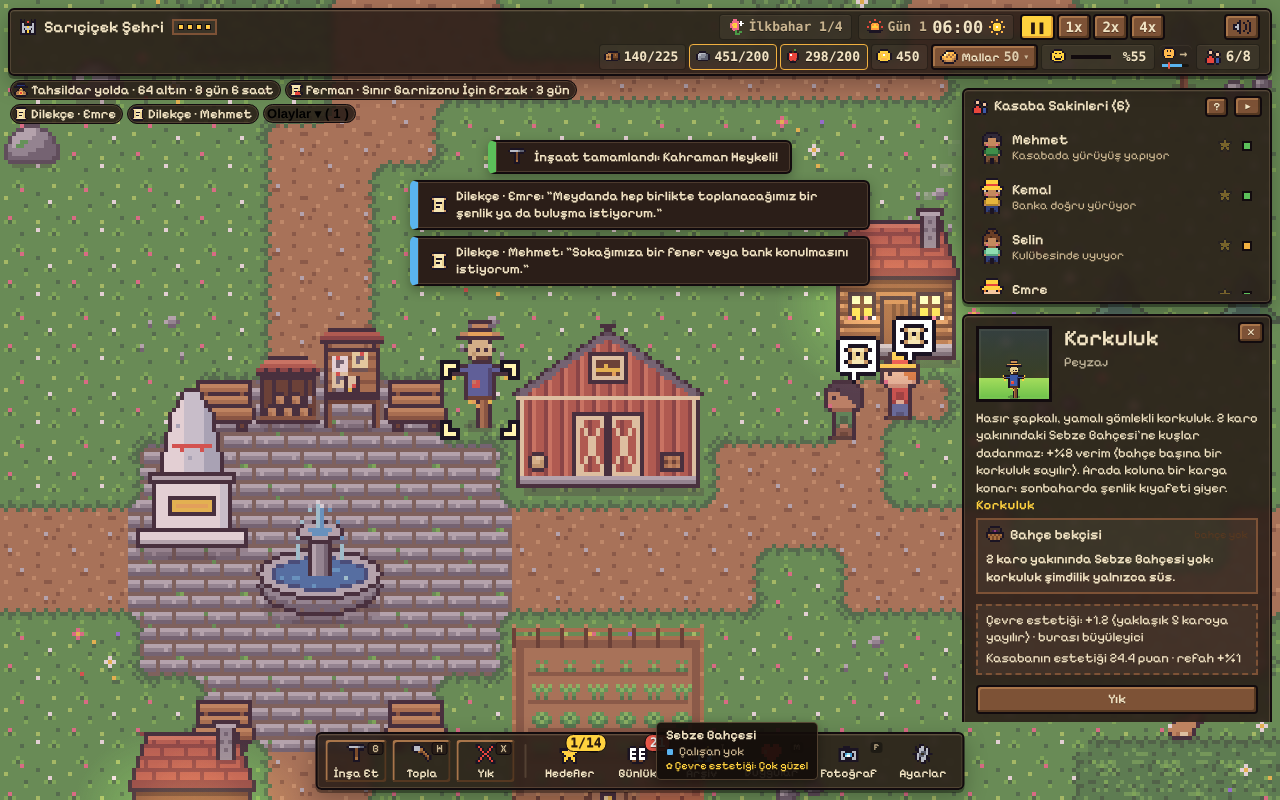 Sarıçiçek Şehri
İlkbahar 1/4
Gün 1 06:00
1x
2x
4x
140/225
451/200
298/200
450
Mallar 50
%55
6/8
Tahsildar yolda · 64 altın · 8 gün 6 saat
Ferman · Sınır Garnizonu İçin Erzak · 3 gün
Dilekçe · Emre
Dilekçe · Mehmet
Olaylar ▾ ( 1 )
İnşaat tamamlandı: Kahraman Heykeli!
Dilekçe · Emre: "Meydanda hep birlikte toplanacağımız bir
şenlik ya da buluşma istiyorum."
Dilekçe · Mehmet: "Sokağımıza bir fener veya bank konulmasını
istiyorum."
Kasaba Sakinleri (6)
?
Mehmet
Kasabada yürüyüş yapıyor
Kemal
Banka doğru yürüyor
Selin
Kulübesinde uyuyor
Emre
Korkuluk
Peyzaj
Hasır şapkalı, yamalı gömlekli korkuluk. 2 karo
yakınındaki Sebze Bahçesi'ne kuşlar
dadanmaz: +%8 verim (bahçe başına bir
korkuluk sayılır). Arada koluna bir karga
konar; sonbaharda şenlik kıyafeti giyer.
Korkuluk
Bahçe bekçisi
2 karo yakınında Sebze Bahçesi yok;
korkuluk şimdilik yalnızca süs.
Çevre estetiği: +1.2 (yaklaşık 5 karoya
yayılır) · burası büyüleyici
Kasabanın estetiği 24.4 puan · refah +%1
Yık
Sebze Bahçesi
Çalışan yok
Çevre estetiği: Çok güzel
İnşa Et
G
Topla
H
Yık
X
1/14
Hedefler
2
Günlük
Fotoğraf
F
Ayarlar